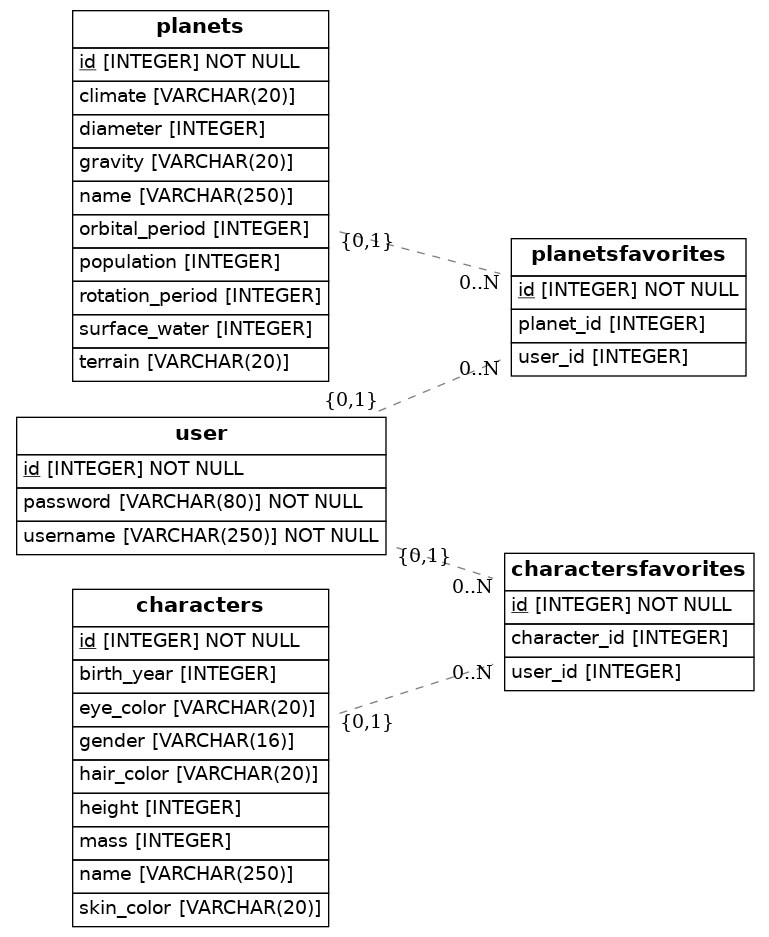 planets
id [INTEGER] NOT NULL
climate [VARCHAR(20)]
diameter [INTEGER]
gravity [VARCHAR(20)]
name [VARCHAR(250)]
orbital_period [INTEGER]
population [INTEGER]
rotation_period [INTEGER]
surface_water [INTEGER]
terrain [VARCHAR(20)]
{0,1}
0..N
planetsfavorites
id [INTEGER] NOT NULL
planet_id [INTEGER]
user_id [INTEGER]
0..N
{0,1}
user
id [INTEGER] NOT NULL
password [VARCHAR(80)] NOT NULL
username [VARCHAR(250)] NOT NULL
{0,1}
0..N
charactersfavorites
id [INTEGER] NOT NULL
character_id [INTEGER]
user_id [INTEGER]
0..N
{0,1}
characters
id [INTEGER] NOT NULL
birth_year [INTEGER]
eye_color [VARCHAR(20)]
gender [VARCHAR(16)]
hair_color [VARCHAR(20)]
height [INTEGER]
mass [INTEGER]
name [VARCHAR(250)]
skin_color [VARCHAR(20)]